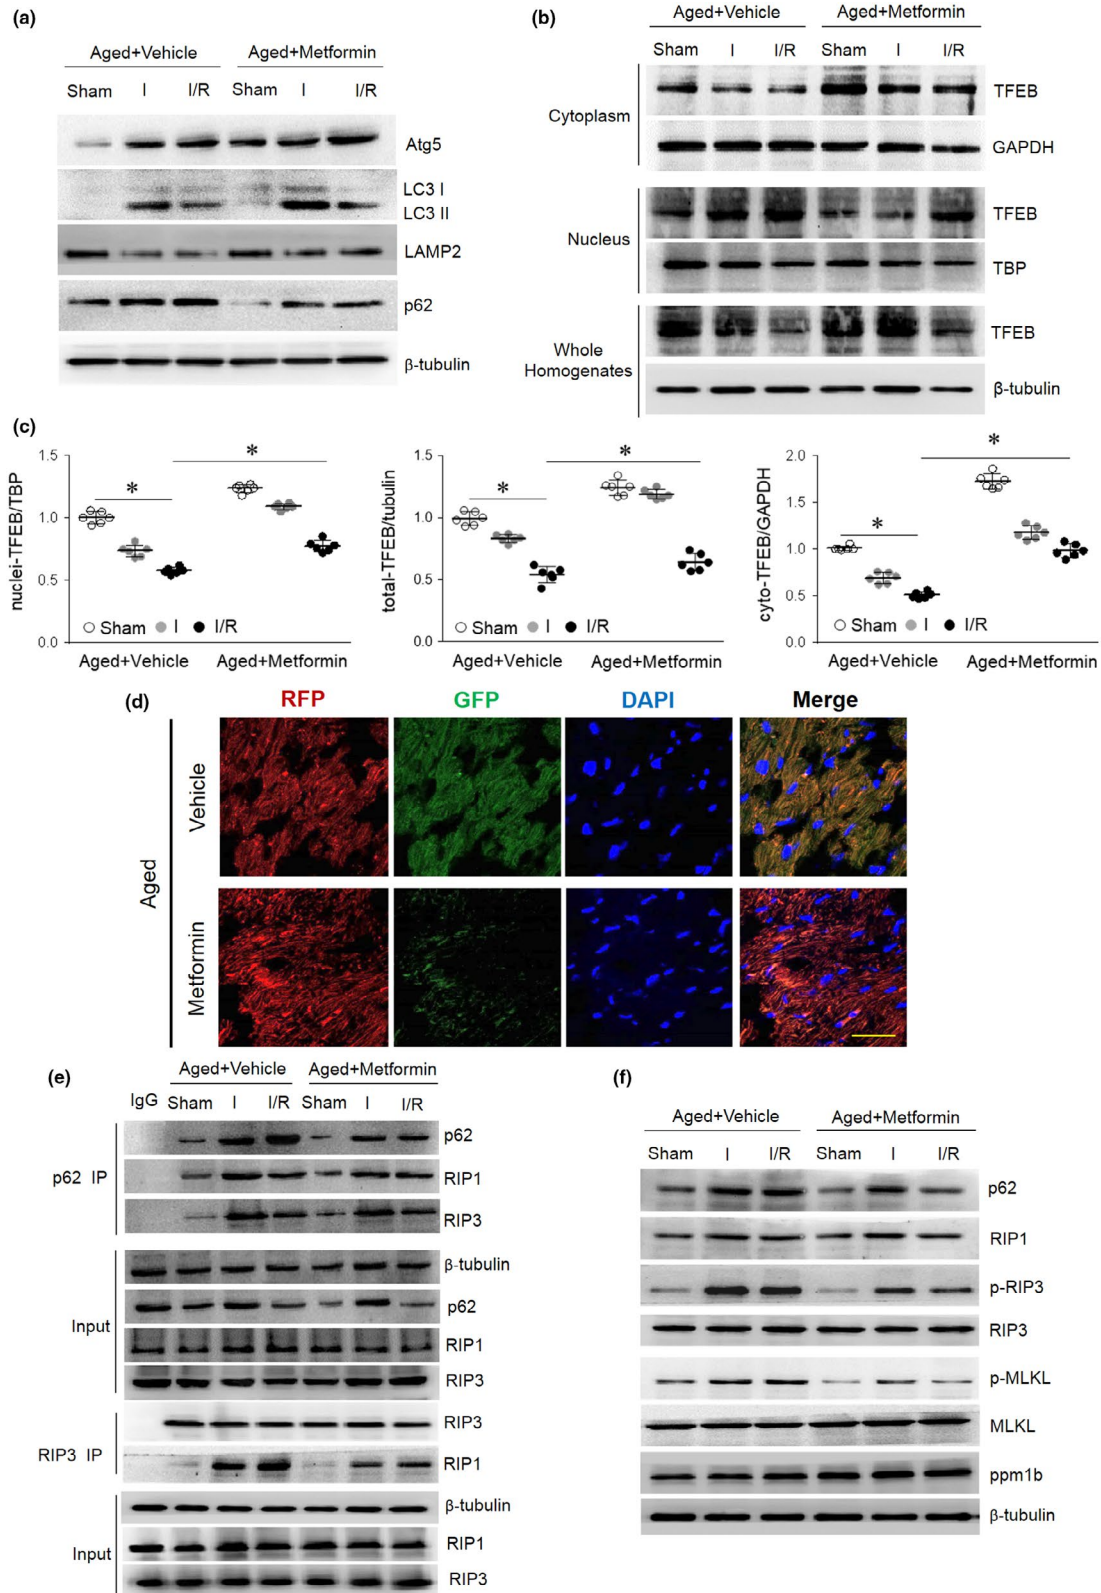 (a)
Aged+Vehicle Aged+Metformin
Sham I I/R Sham I I/R
Atg5
LC3 I
LC3 II
LAMP2
p62
β-tubulin
(b)
Aged+Vehicle Aged+Metformin
Sham I I/R Sham I I/R
Cytoplasm
TFEB
GAPDH
Nucleus
TFEB
TBP
Whole
Homogenates
TFEB
β-tubulin
(c)
nuclei-TFEB/TBP
1.5
1.0
0.5
0.0
* *
Sham I I/R
Aged+Vehicle Aged+Metformin
total-TFEB/tubulin
1.5
1.0
0.5
0.0
* *
Sham I I/R
Aged+Vehicle Aged+Metformin
cyto-TFEB/GAPDH
2.0
1.5
1.0
0.5
0.0
* *
Sham I I/R
Aged+Vehicle Aged+Metformin
(d)
RFP GFP DAPI Merge
Aged
Vehicle
Metformin
(e)
Aged+Vehicle Aged+Metformin
IgG Sham I I/R Sham I I/R
p62 IP
p62
RIP1
RIP3
Input
β-tubulin
p62
RIP1
RIP3
RIP3 IP
RIP3
RIP1
Input
β-tubulin
RIP1
RIP3
(f)
Aged+Vehicle Aged+Metformin
Sham I I/R Sham I I/R
p62
RIP1
p-RIP3
RIP3
p-MLKL
MLKL
ppm1b
β-tubulin